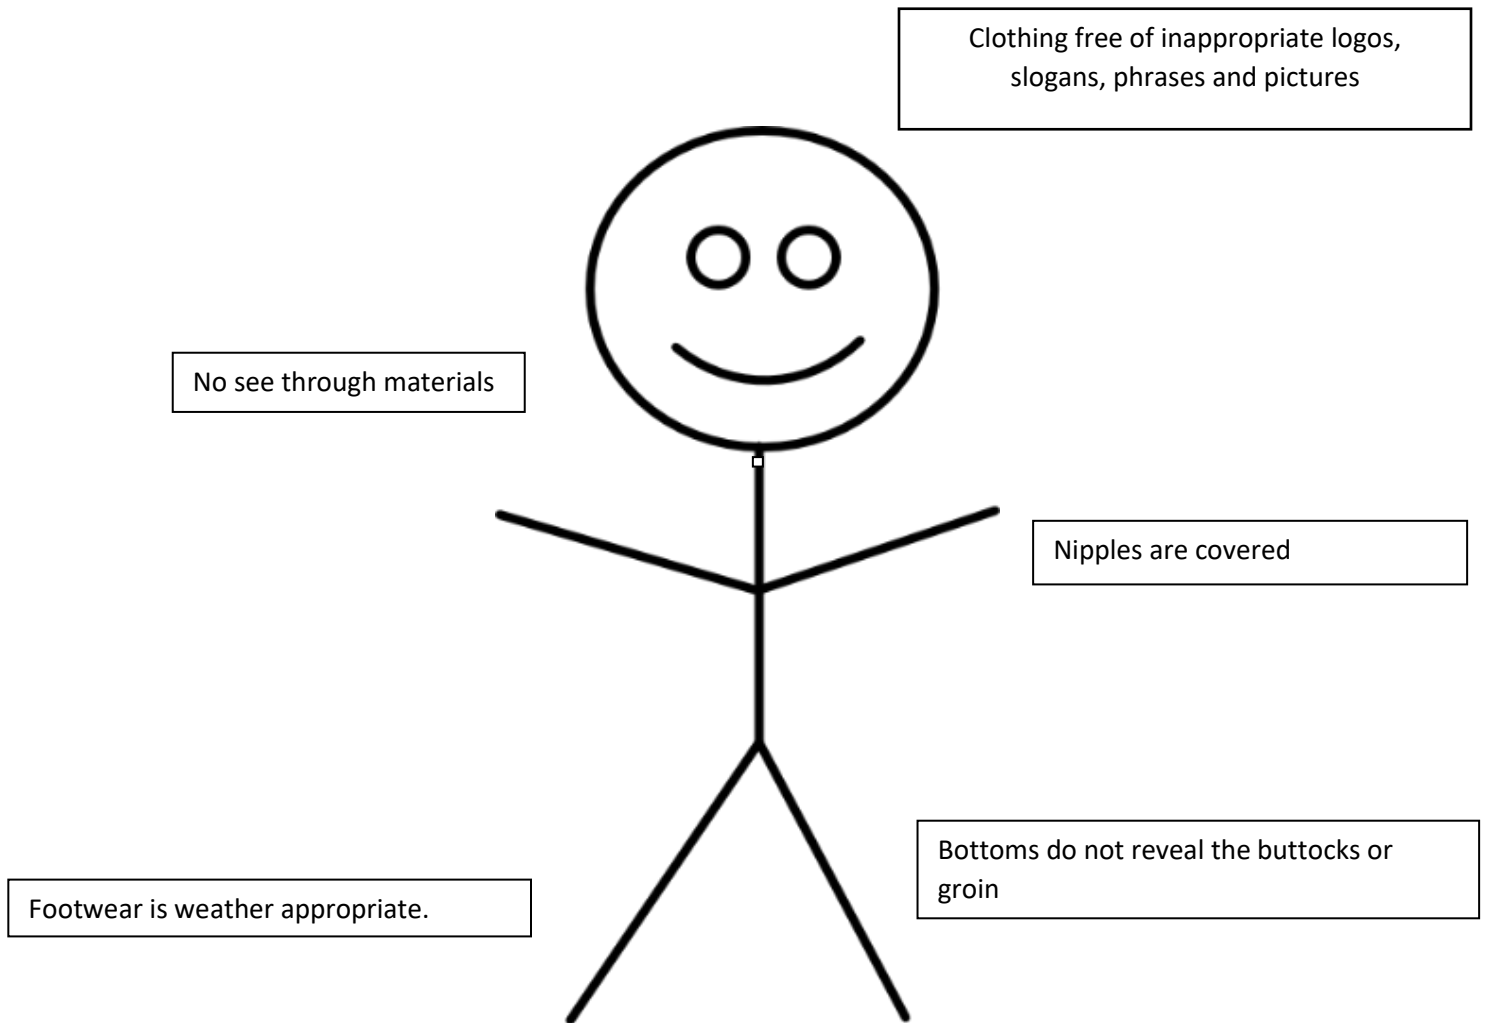 Clothing free of inappropriate logos,
slogans, phrases and pictures
No see through materials
Nipples are covered
Bottoms do not reveal the buttocks or
groin
Footwear is weather appropriate.